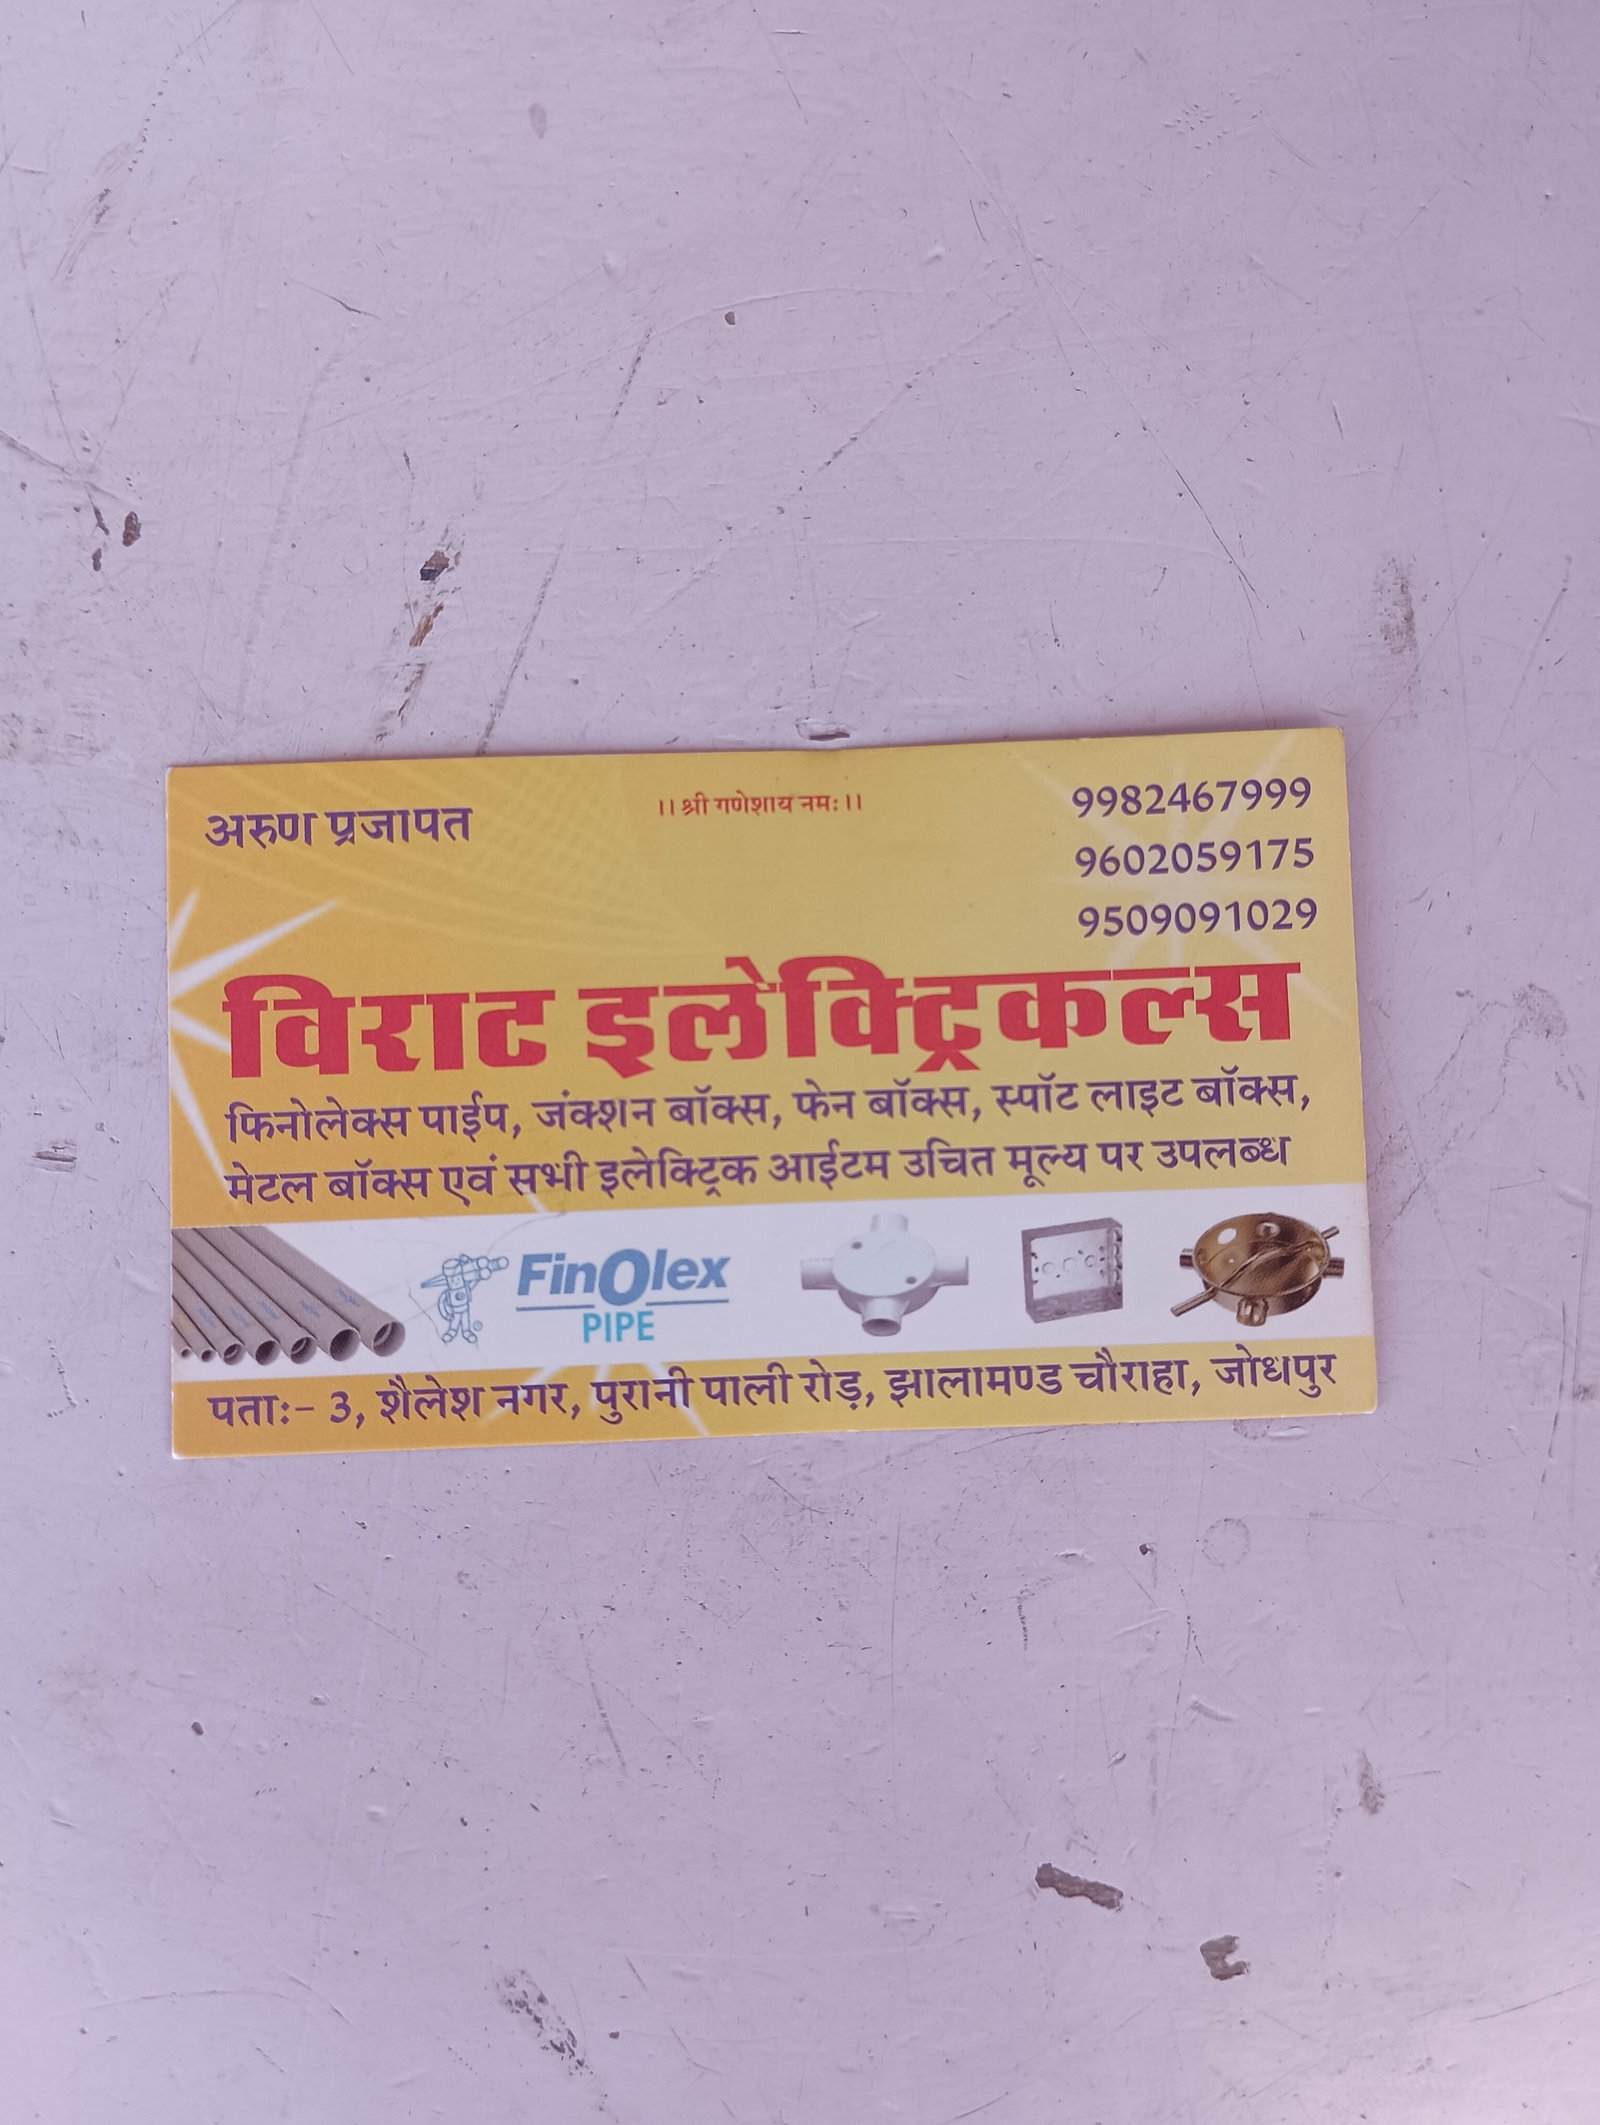 ।। श्री गणेशाय नमः ।।
अरुण प्रजापत
9982467999
9602059175
9509091029
विराट इलेक्ट्रिकल्स
फिनोलेक्स पाईप, जंक्शन बॉक्स, फेन बॉक्स, स्पॉट लाइट बॉक्स,
मेटल बॉक्स एवं सभी इलेक्ट्रिक आईटम उचित मूल्य पर उपलब्ध
FinOlex
PIPE
पताः- 3, शैलेश नगर, पुरानी पाली रोड़, झालामण्ड चौराहा, जोधपुर